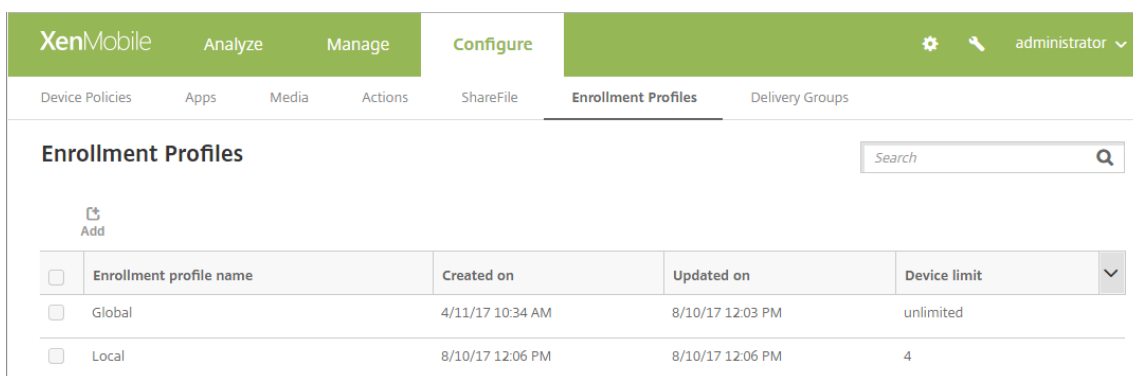 XenMobile Analyze Manage Configure administrator
Device Policies Apps Media Actions ShareFile Enrollment Profiles Delivery Groups
Enrollment Profiles
Search
Add
Enrollment profile name Created on Updated on Device limit
Global 4/11/17 10:34 AM 8/10/17 12:03 PM unlimited
Local 8/10/17 12:06 PM 8/10/17 12:06 PM 4